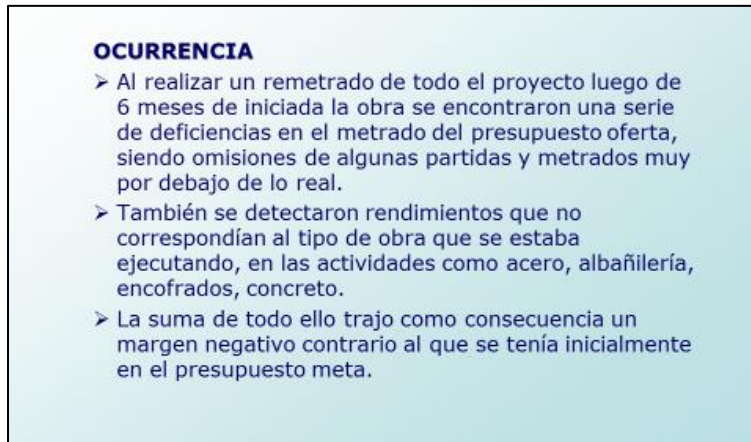 OCURRENCIA
➢ Al realizar un remetrado de todo el proyecto luego de
6 meses de iniciada la obra se encontraron una serie
de deficiencias en el metrado del presupuesto oferta,
siendo omisiones de algunas partidas y metrados muy
por debajo de lo real.
➢ También se detectaron rendimientos que no
correspondían al tipo de obra que se estaba
ejecutando, en las actividades como acero, albañilería,
encofrados, concreto.
➢ La suma de todo ello trajo como consecuencia un
margen negativo contrario al que se tenía inicialmente
en el presupuesto meta.